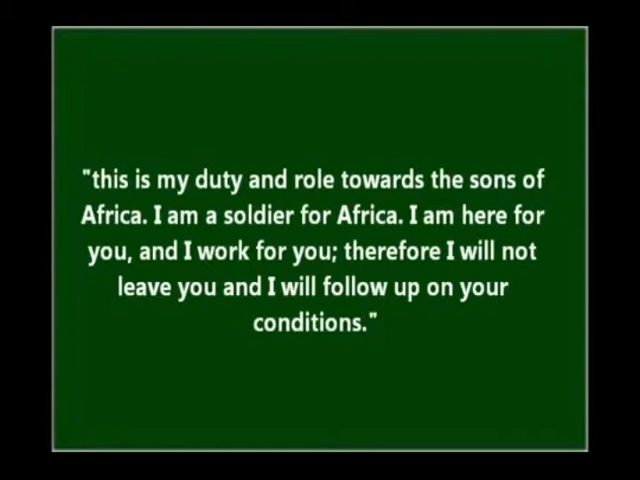 "this is my duty and role towards the sons of
Africa. I am a soldier for Africa. I am here for
you, and I work for you; therefore I will not
leave you and I will follow up on your
conditions."